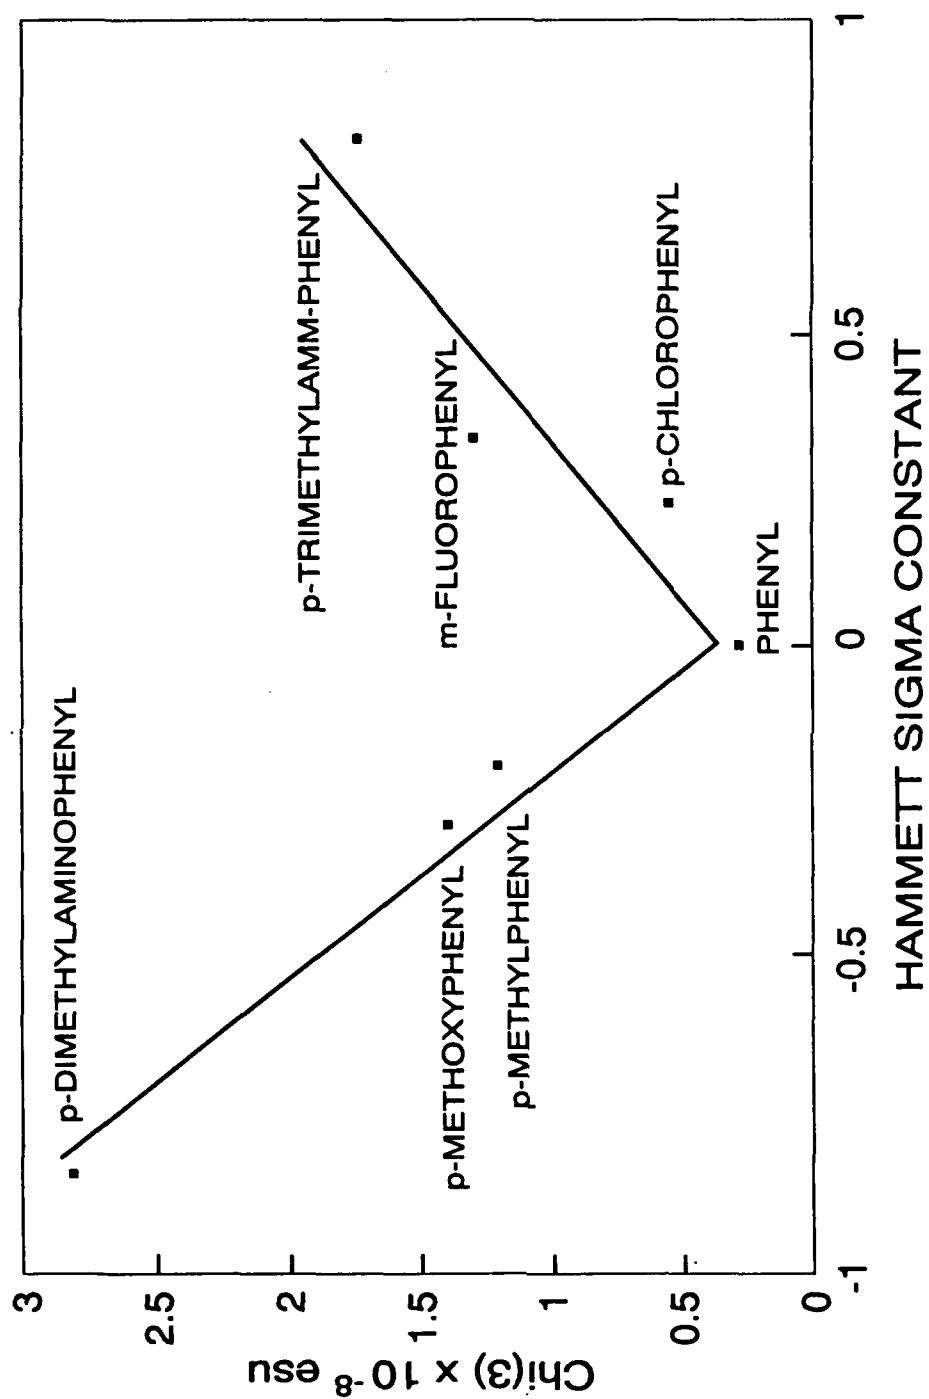 3
2.5
2
1.5
1
0.5
0
Chi(3) x 10-8 esu
-1
-0.5
0
0.5
1
HAMMETT SIGMA CONSTANT
p-DIMETHYLAMINOPHENYL
p-TRIMETHYLAMM-PHENYL
p-METHOXYPHENYL
m-FLUOROPHENYL
p-METHYLPHENYL
p-CHLOROPHENYL
PHENYL